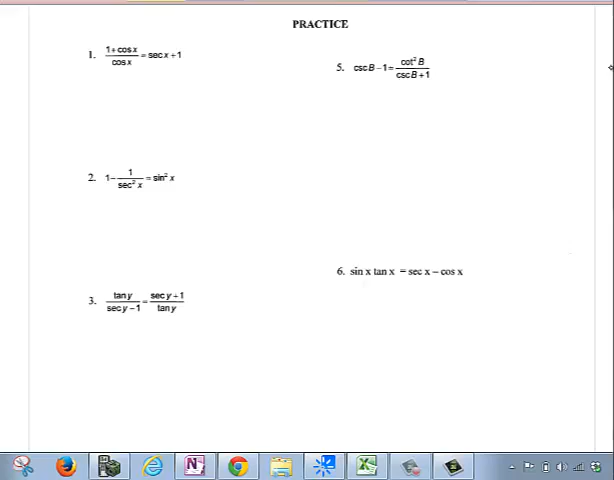 PRACTICE
1. (1+cos x)/(cos x) = sec x + 1
2. 1 − 1/(sec² x) = sin² x
3. (tan y)/(sec y − 1) = (sec y + 1)/(tan y)
5. csc B − 1 = (cot² B)/(csc B + 1)
6. sin x tan x = sec x − cos x